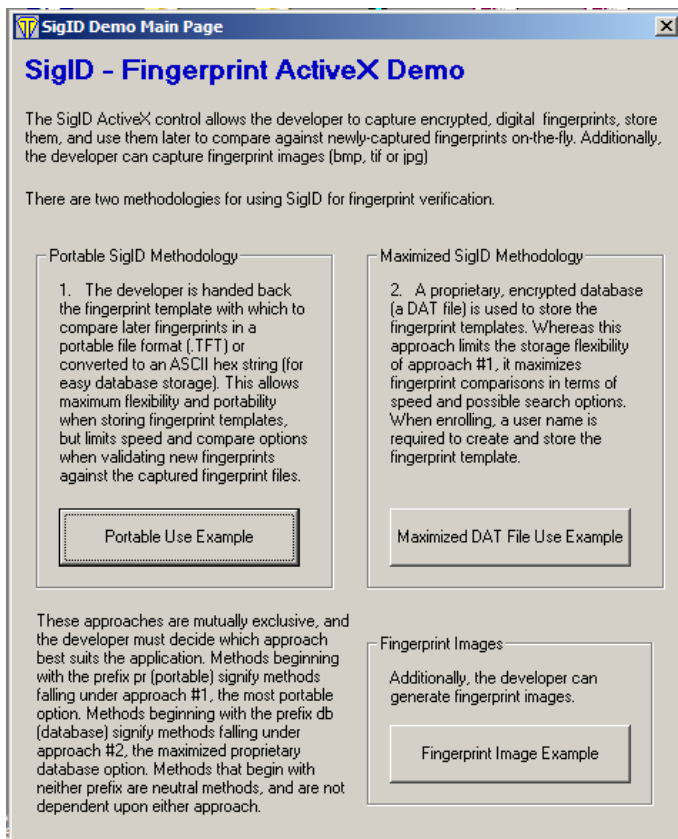 SigID Demo Main Page
SigID - Fingerprint ActiveX Demo
The SigID ActiveX control allows the developer to capture encrypted, digital fingerprints, store
them, and use them later to compare against newly-captured fingerprints on-the-fly. Additionally,
the developer can capture fingerprint images (bmp, tif or jpg)
There are two methodologies for using SigID for fingerprint verification.
Portable SigID Methodology
1. The developer is handed back
the fingerprint template with which to
compare later fingerprints in a
portable file format (.TFT) or
converted to an ASCII hex string (for
easy database storage). This allows
maximum flexibility and portability
when storing fingerprint templates,
but limits speed and compare options
when validating new fingerprints
against the captured fingerprint files.
Portable Use Example
Maximized SigID Methodology
2. A proprietary, encrypted database
(a DAT file) is used to store the
fingerprint templates. Whereas this
approach limits the storage flexibility
of approach #1, it maximizes
fingerprint comparisons in terms of
speed and possible search options.
When enrolling, a user name is
required to create and store the
fingerprint template.
Maximized DAT File Use Example
These approaches are mutually exclusive, and
the developer must decide which approach
best suits the application. Methods beginning
with the prefix pr (portable) signify methods
falling under approach #1, the most portable
option. Methods beginning with the prefix db
(database) signify methods falling under
approach #2, the maximized proprietary
database option. Methods that begin with
neither prefix are neutral methods, and are not
dependent upon either approach.
Fingerprint Images
Additionally, the developer can
generate fingerprint images.
Fingerprint Image Example